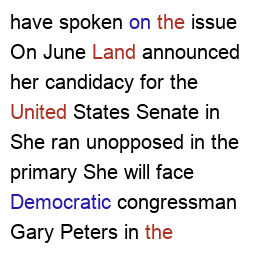 have spoken on the issue
On June Land announced
her candidacy for the
United States Senate in
She ran unopposed in the
primary She will face
Democratic congressman
Gary Peters in the